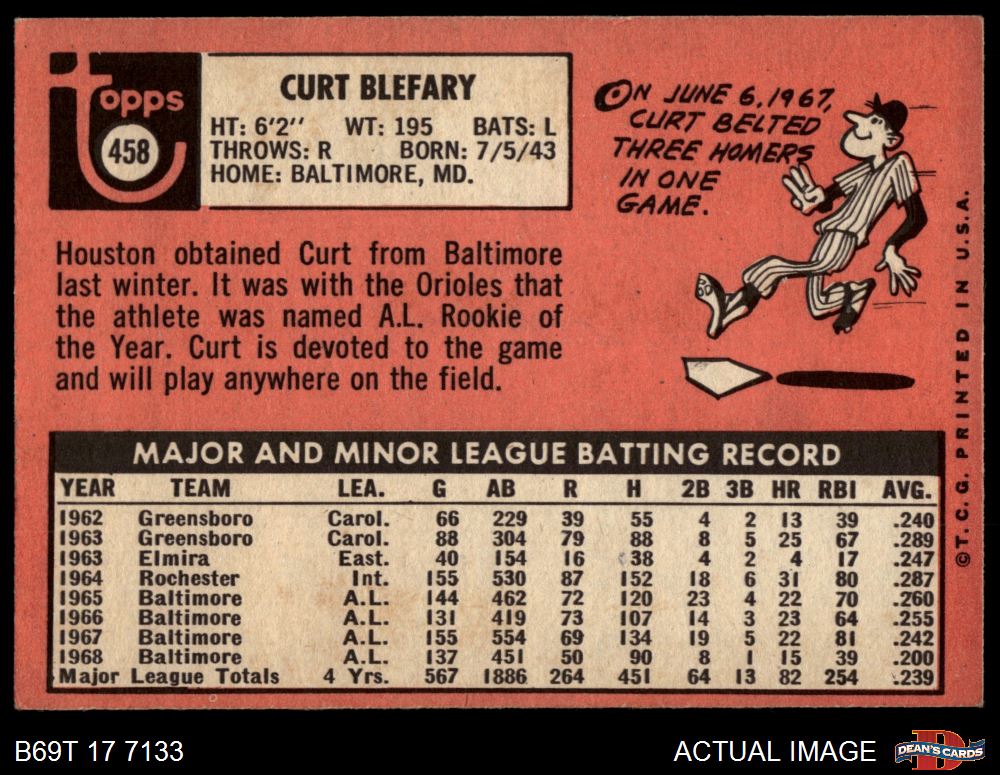 Topps
458
CURT BLEFARY
HT: 6'2" WT: 195 BATS: L
THROWS: R BORN: 7/5/43
HOME: BALTIMORE, MD.
ON JUNE 6, 1967,
CURT BELTED
THREE HOMERS
IN ONE
GAME.
Houston obtained Curt from Baltimore
last winter. It was with the Orioles that
the athlete was named A.L. Rookie of
the Year. Curt is devoted to the game
and will play anywhere on the field.
MAJOR AND MINOR LEAGUE BATTING RECORD
YEAR TEAM LEA. G AB R H 2B 3B HR RBI AVG.
1962 Greensboro Carol. 66 229 39 55 4 2 13 39 .240
1963 Greensboro Carol. 88 304 79 88 8 5 25 67 .289
1963 Elmira East. 40 154 16 38 4 2 4 17 .247
1964 Rochester Int. 155 530 87 152 18 6 31 80 .287
1965 Baltimore A.L. 144 462 72 120 23 4 22 70 .260
1966 Baltimore A.L. 131 419 73 107 14 3 23 64 .255
1967 Baltimore A.L. 155 554 69 134 19 5 22 81 .242
1968 Baltimore A.L. 137 451 50 90 8 1 15 39 .200
Major League Totals 4 Yrs. 567 1886 264 451 64 13 82 254 .239
© T. C. G. PRINTED IN U.S.A.
B69T 17 7133
ACTUAL IMAGE
D
DEAN'S CARDS